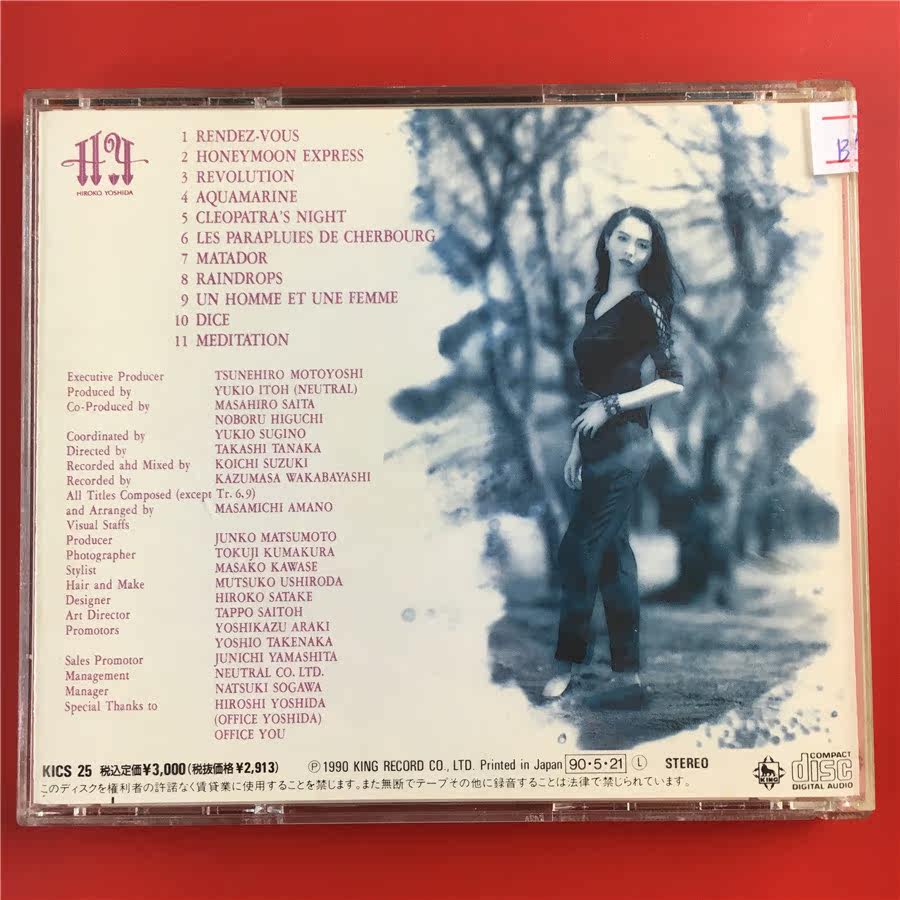 HY
HIROKO YOSHIDA
1 RENDEZ-VOUS
2 HONEYMOON EXPRESS
3 REVOLUTION
4 AQUAMARINE
5 CLEOPATRA'S NIGHT
6 LES PARAPLUIES DE CHERBOURG
7 MATADOR
8 RAINDROPS
9 UN HOMME ET UNE FEMME
10 DICE
11 MEDITATION
Executive Producer TSUNEHIRO MOTOYOSHI
Produced by YUKIO ITOH (NEUTRAL)
Co-Produced by MASAHIRO SAITA
NOBORU HIGUCHI
Coordinated by YUKIO SUGINO
Directed by TAKASHI TANAKA
Recorded ahd Mixed by KOICHI SUZUKI
Recorded by KAZUMASA WAKABAYASHI
All Titles Composed (except Tr. 6, 9)
and Arranged by MASAMICHI AMANO
Visual Staffs
Producer JUNKO MATSUMOTO
Photographer TOKUJI KUMAKURA
Stylist MASAKO KAWASE
Hair and Make MUTSUKO USHIRODA
Designer HIROKO SATAKE
Art Director TAPPO SAITOH
Promotors YOSHIKAZU ARAKI
YOSHIO TAKENAKA
Sales Promotor JUNICHI YAMASHITA
Management NEUTRAL CO. LTD.
Manager NATSUKI SOGAWA
Special Thanks to HIROSHI YOSHIDA
(OFFICE YOSHIDA)
OFFICE YOU
KICS 25 税込定価¥3,000(税抜価格¥2,913) Ⓟ1990 KING RECORD CO., LTD. Printed in Japan 90・5・21 Ⓛ STEREO
KING
COMPACT disc DIGITAL AUDIO
このディスクを権利者の許諾なく賃貸業に使用することを禁じます。また無断でテープその他に録音することは法律で禁じられています。